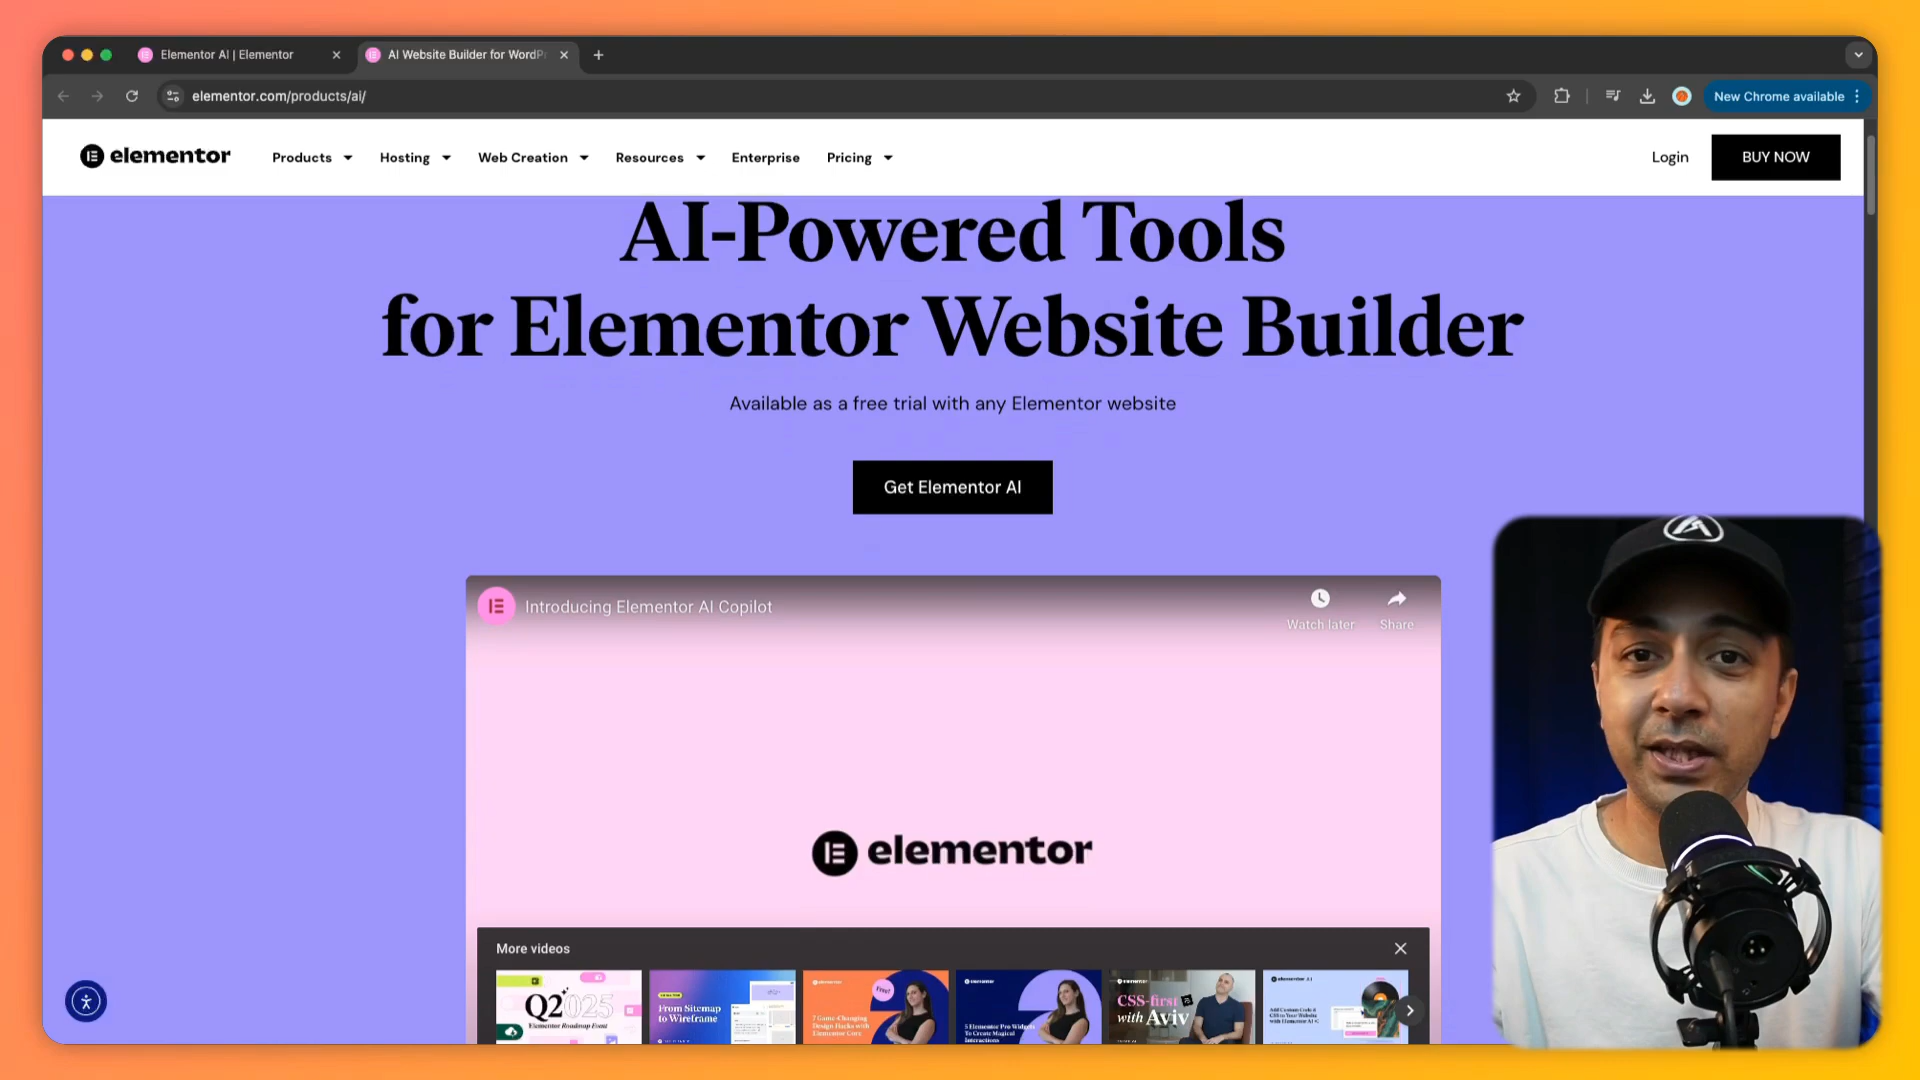 Elementor AI | Elementor
AI Website Builder for WordPr
elementor.com/products/ai/
New Chrome available
elementor
Products
Hosting
Web Creation
Resources
Enterprise
Pricing
Login
BUY NOW
AI-Powered Tools
for Elementor Website Builder
Available as a free trial with any Elementor website
Get Elementor AI
Introducing Elementor AI Copilot
Watch later
Share
elementor
More videos
Q2 2025
Elementor Roadmap Event
From Sitemap
to Wireframe
Free!
7 Game-Changing
Design Hacks with
Elementor Core
5 Elementor Pro Widgets
To Create Magical
Interactions
CSS-first
with Aviv
Add Custom Code &
CSS to Your Website
with Elementor AI